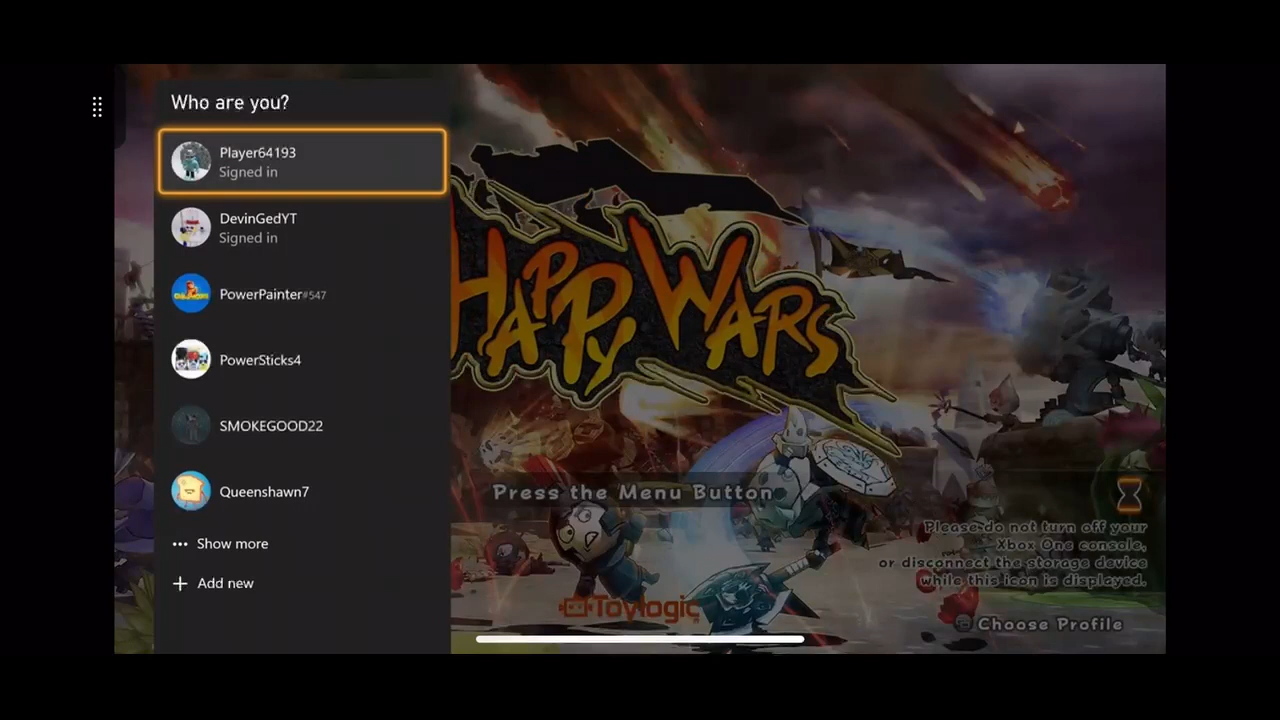 Who are you?
Player64193
Signed in
DevinGedYT
Signed in
PowerPainter#547
PowerSticks4
SMOKEGOOD22
Queenshawn7
Show more
Add new
HAPPY WARS
Press the Menu Button
Please do not turn off your
Xbox One console,
or disconnect the storage device
while this icon is displayed.
Toylogic
Choose Profile